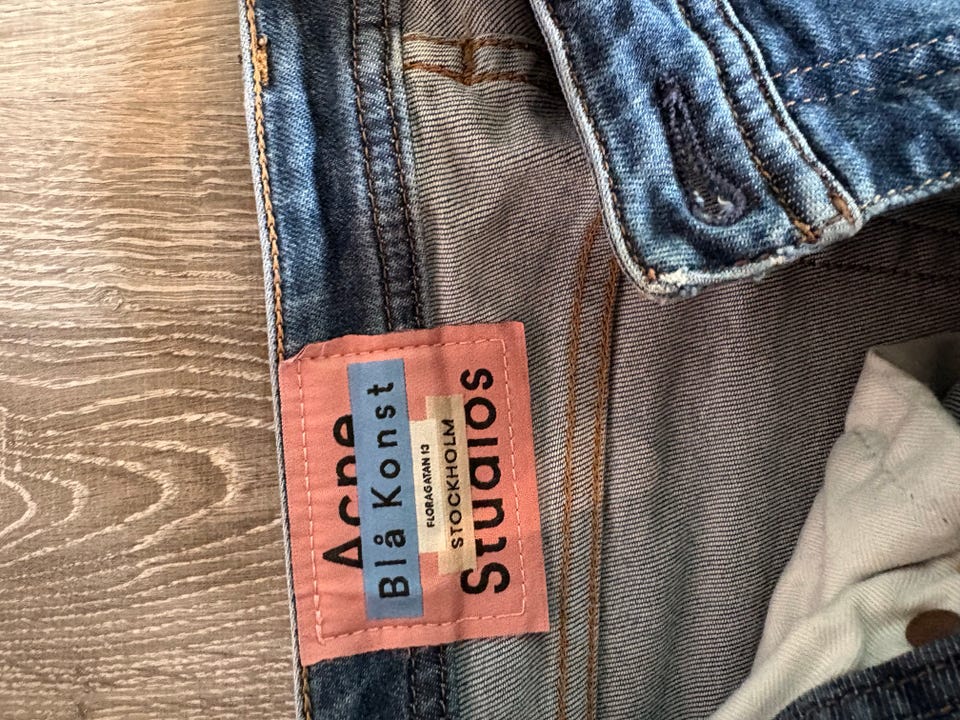 Acne
Blå Konst
FLORAGATAN 13
STOCKHOLM
Studios